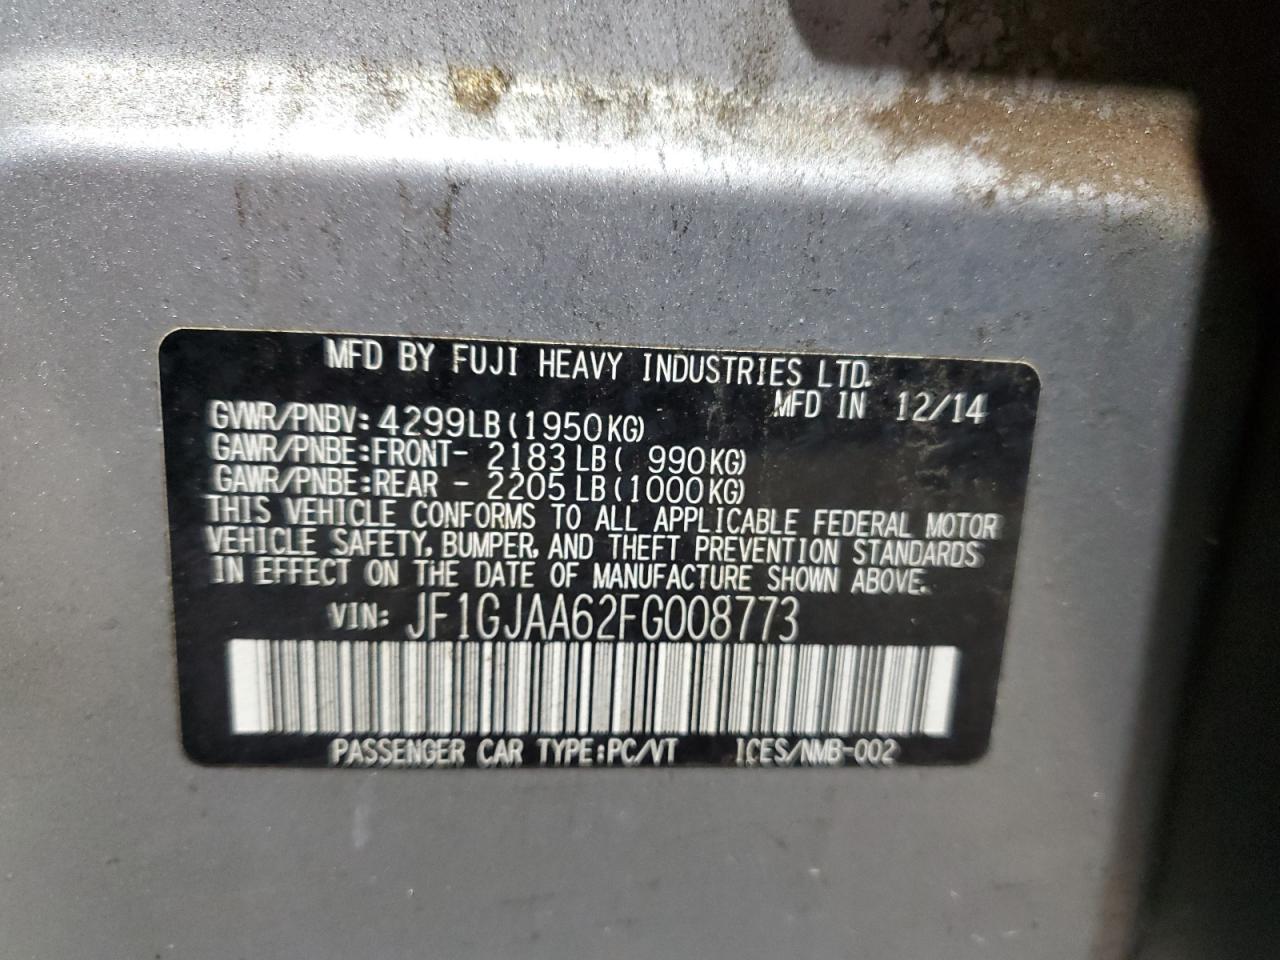 MFD BY FUJI HEAVY INDUSTRIES LTD.
MFD IN 12/14
GVWR/PNBV: 4299LB (1950KG)
GAWR/PNBE:FRONT- 2183LB ( 990KG)
GAWR/PNBE:REAR - 2205LB (1000KG)
THIS VEHICLE CONFORMS TO ALL APPLICABLE FEDERAL MOTOR
VEHICLE SAFETY, BUMPER, AND THEFT PREVENTION STANDARDS
IN EFFECT ON THE DATE OF MANUFACTURE SHOWN ABOVE.
VIN: JF1GJAA62FG008773
PASSENGER CAR TYPE:PC/VT ICES/NMB-002